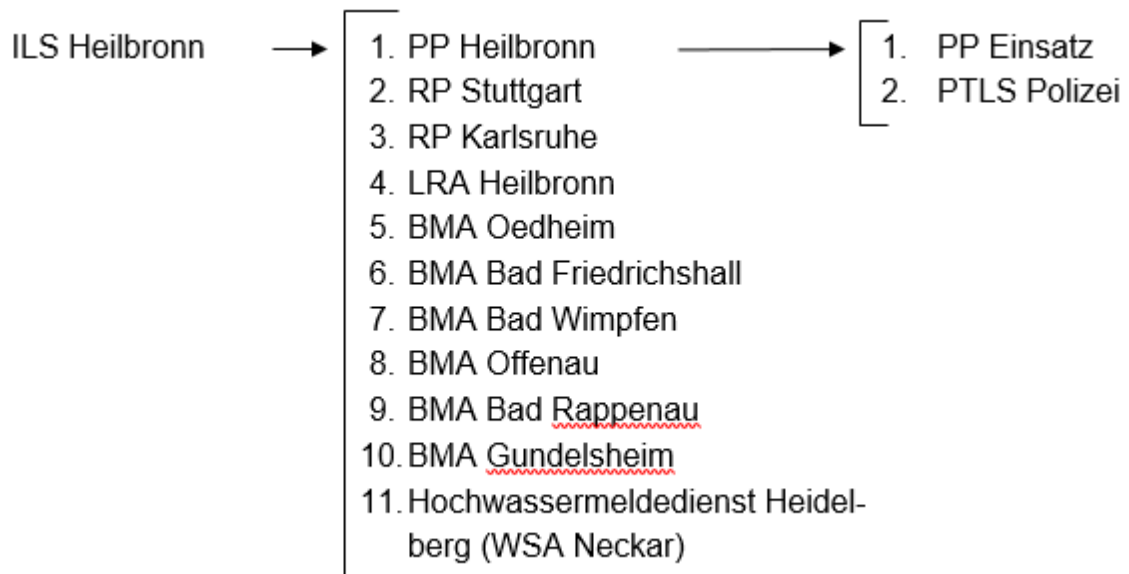 ILS Heilbronn
1. PP Heilbronn
2. RP Stuttgart
3. RP Karlsruhe
4. LRA Heilbronn
5. BMA Oedheim
6. BMA Bad Friedrichshall
7. BMA Bad Wimpfen
8. BMA Offenau
9. BMA Bad Rappenau
10. BMA Gundelsheim
11. Hochwassermeldedienst Heidel-
berg (WSA Neckar)
1. PP Einsatz
2. PTLS Polizei